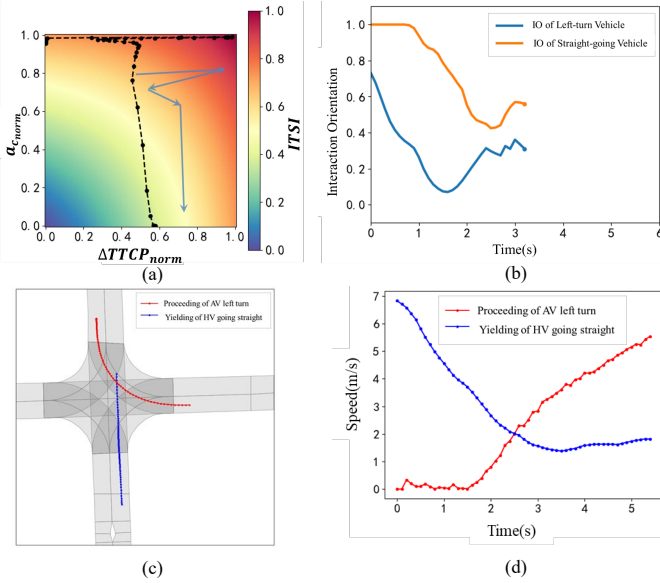 1.0
0.8
0.6
0.4
0.2
0.0
a_cnorm
0.0 0.2 0.4 0.6 0.8 1.0
ΔTTCP_norm
1.0
0.8
0.6
0.4
0.2
0.0
ITSI
(a)
IO of Left-turn Vehicle
IO of Straight-going Vehicle
1.0
0.8
0.6
0.4
0.2
0.0
Interaction Orientation
0 1 2 3 4 5 6
Time(s)
(b)
Proceeding of AV left turn
Yielding of HV going straight
(c)
Proceeding of AV left turn
Yielding of HV going straight
7
6
5
4
3
2
1
0
Speed(m/s)
0 1 2 3 4 5
Time(s)
(d)